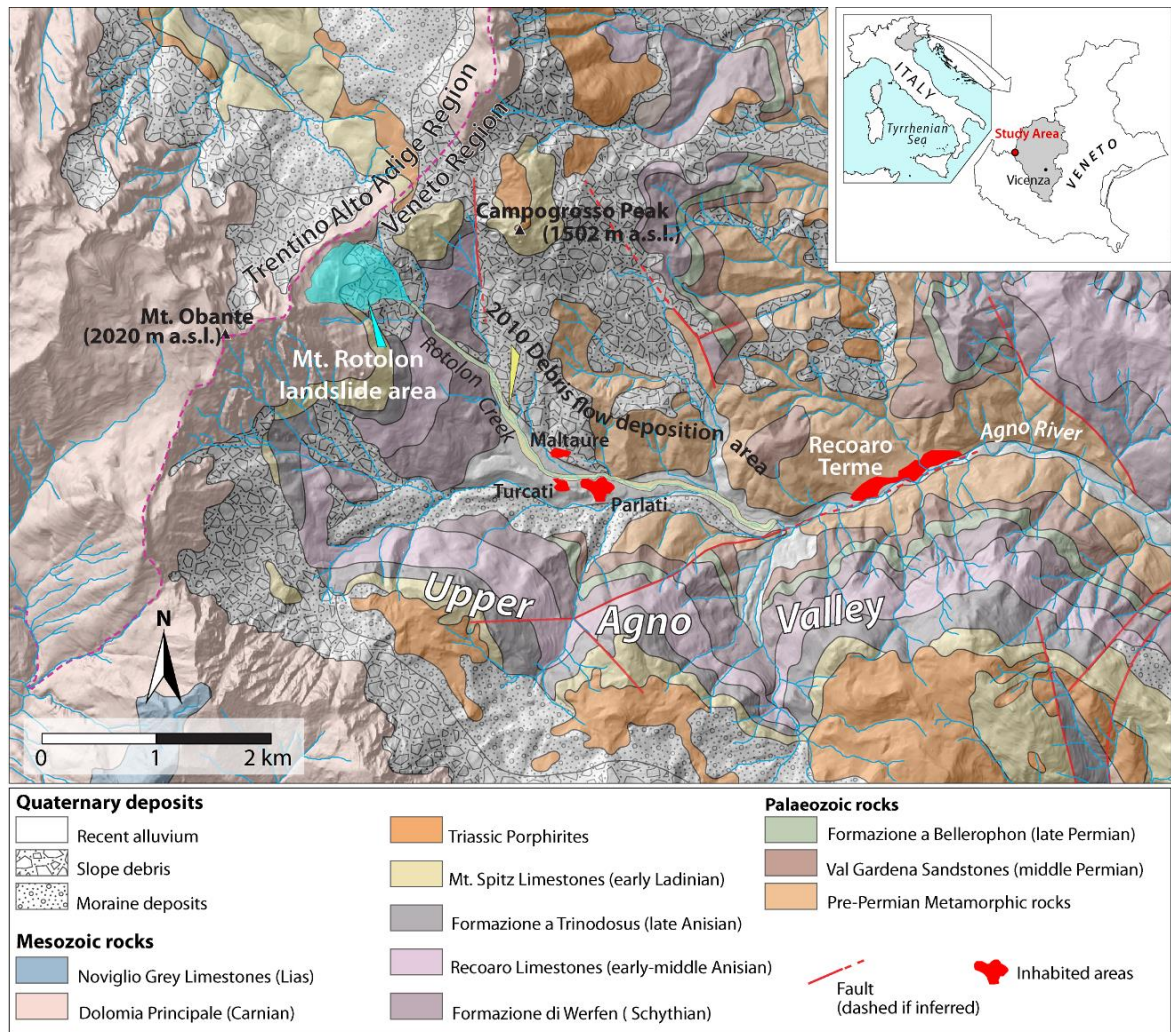 Trentino Alto Adige Region
Veneto Region
Campogrosso Peak
(1502 m a.s.l.)
Mt. Obante
(2020 m a.s.l.)
Mt. Rotolon
landslide area
Rotolon
Creek
2010 Debris flow deposition
area
Maltaure
Turcati
Parlati
Recoaro
Terme
Agno River
Upper
Agno
Valley
N
0 1 2 km
ITALY
Tyrrhenian
Sea
Study Area
Vicenza
VENETO
Quaternary deposits
Recent alluvium
Slope debris
Moraine deposits
Mesozoic rocks
Noviglio Grey Limestones (Lias)
Dolomia Principale (Carnian)
Triassic Porphirites
Mt. Spitz Limestones (early Ladinian)
Formazione a Trinodosus (late Anisian)
Recoaro Limestones (early-middle Anisian)
Formazione di Werfen ( Schythian)
Palaeozoic rocks
Formazione a Bellerophon (late Permian)
Val Gardena Sandstones (middle Permian)
Pre-Permian Metamorphic rocks
Fault
(dashed if inferred)
Inhabited areas